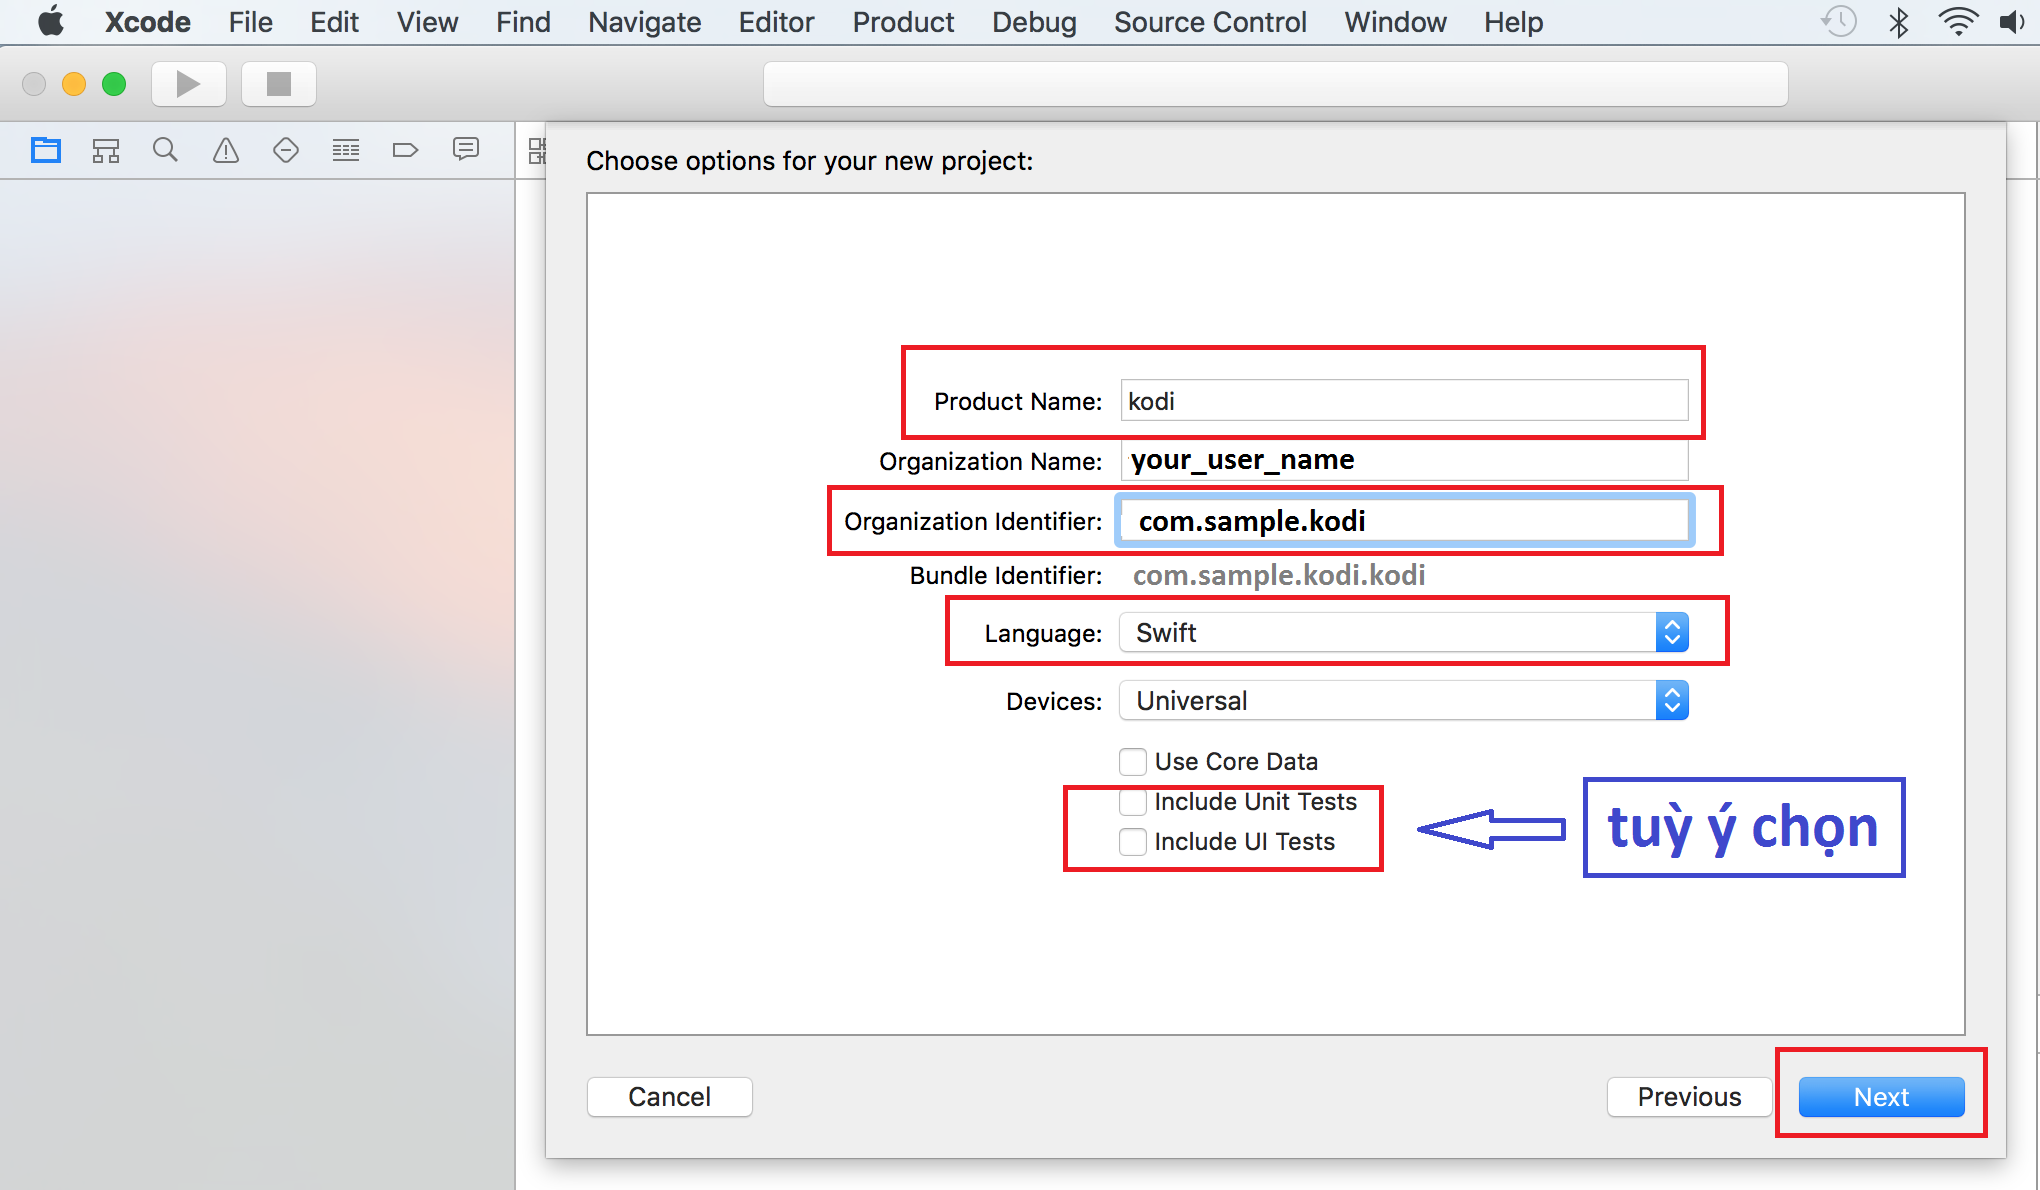 Xcode File Edit View Find Navigate Editor Product Debug Source Control Window Help
Choose options for your new project:
Product Name: kodi
Organization Name: your_user_name
Organization Identifier: com.sample.kodi
Bundle Identifier: com.sample.kodi.kodi
Language: Swift
Devices: Universal
Use Core Data
Include Unit Tests
Include UI Tests
tuỳ ý chọn
Cancel Previous Next